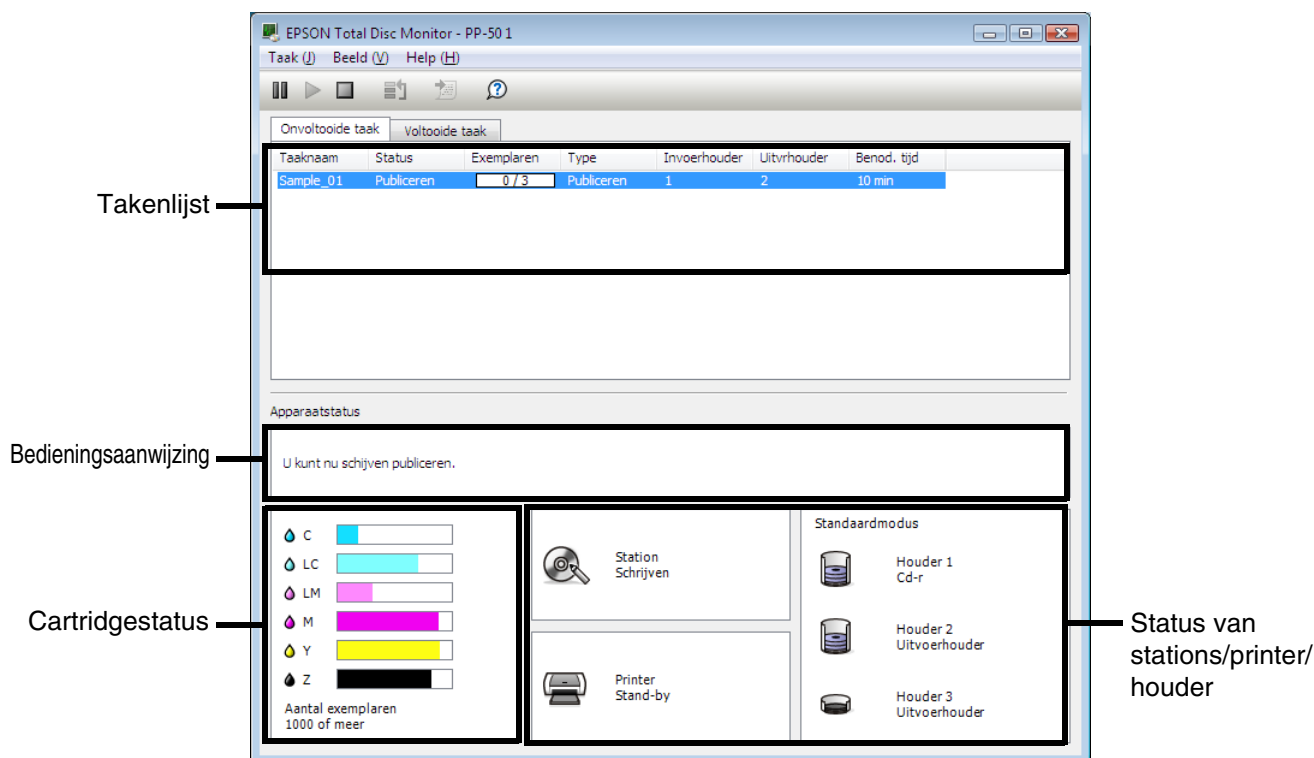 EPSON Total Disc Monitor - PP-50 1
Taak (J) Beeld (V) Help (H)
Onvoltooide taak Voltooide taak
Taaknaam Status Exemplaren Type Invoerhouder Uitvrhouder Benod. tijd
Sample_01 Publiceren 0 / 3 Publiceren 1 2 10 min
Takenlijst
Apparaatstatus
Bedieningsaanwijzing
U kunt nu schijven publiceren.
Cartridgestatus
C
LC
LM
M
Y
Z
Aantal exemplaren
1000 of meer
Station
Schrijven
Printer
Stand-by
Standaardmodus
Houder 1
Cd-r
Houder 2
Uitvoerhouder
Houder 3
Uitvoerhouder
Status van
stations/printer/
houder